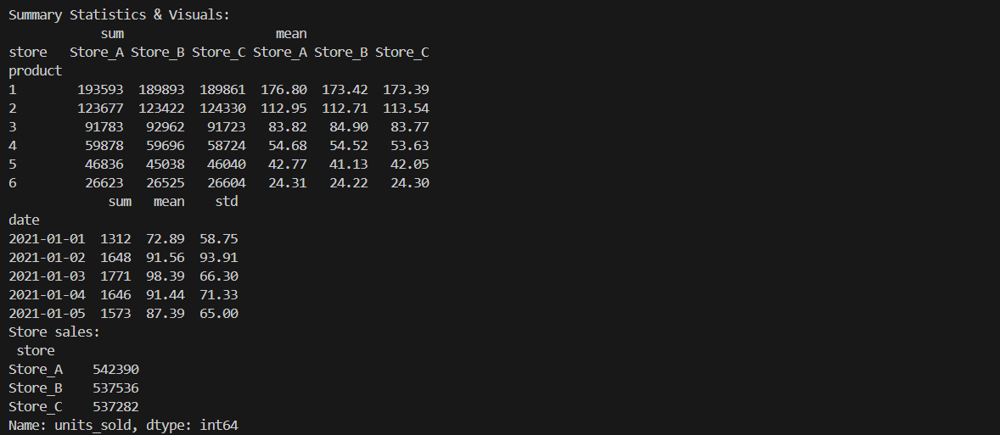 Summary Statistics & Visuals:
            sum                    mean
store   Store_A Store_B Store_C Store_A Store_B Store_C
product
1        193593  189893  189861  176.80  173.42  173.39
2        123677  123422  124330  112.95  112.71  113.54
3         91783   92962   91723   83.82   84.90   83.77
4         59878   59696   58724   54.68   54.52   53.63
5         46836   45038   46040   42.77   41.13   42.05
6         26623   26525   26604   24.31   24.22   24.30
             sum   mean    std
date
2021-01-01  1312  72.89  58.75
2021-01-02  1648  91.56  93.91
2021-01-03  1771  98.39  66.30
2021-01-04  1646  91.44  71.33
2021-01-05  1573  87.39  65.00
Store sales:
 store
Store_A    542390
Store_B    537536
Store_C    537282
Name: units_sold, dtype: int64